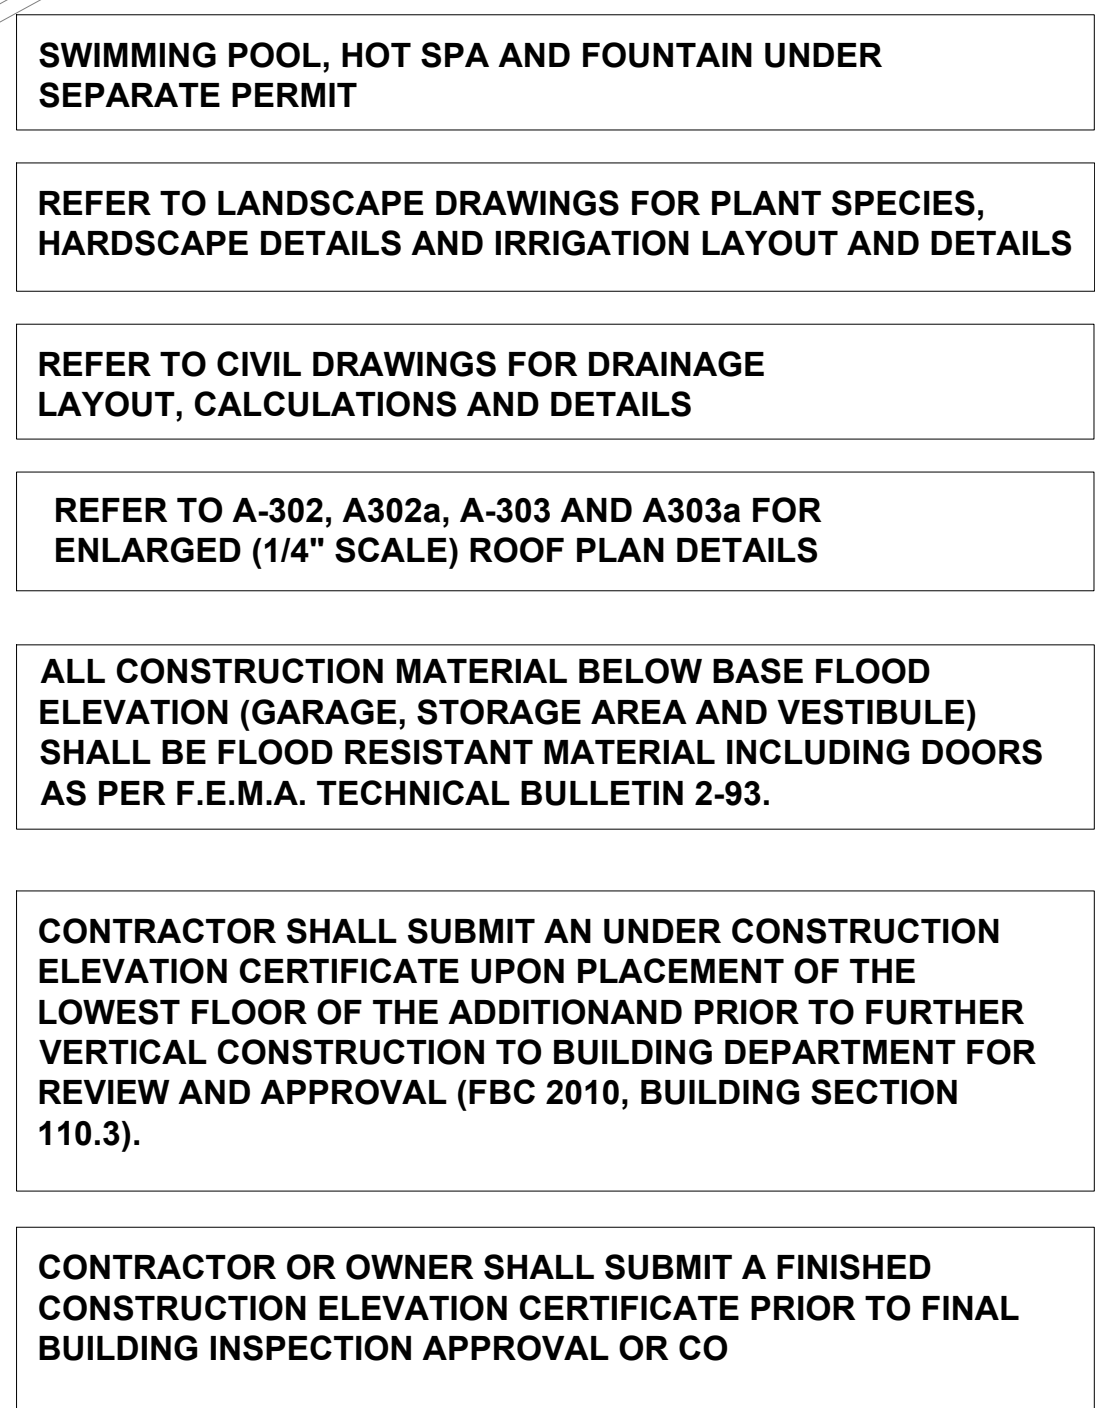 SWIMMING POOL, HOT SPA AND FOUNTAIN UNDER
SEPARATE PERMIT
REFER TO LANDSCAPE DRAWINGS FOR PLANT SPECIES,
HARDSCAPE DETAILS AND IRRIGATION LAYOUT AND DETAILS
REFER TO CIVIL DRAWINGS FOR DRAINAGE
LAYOUT, CALCULATIONS AND DETAILS
REFER TO A-302, A302a, A-303 AND A303a FOR
ENLARGED (1/4" SCALE) ROOF PLAN DETAILS
ALL CONSTRUCTION MATERIAL BELOW BASE FLOOD
ELEVATION (GARAGE, STORAGE AREA AND VESTIBULE)
SHALL BE FLOOD RESISTANT MATERIAL INCLUDING DOORS
AS PER F.E.M.A. TECHNICAL BULLETIN 2-93.
CONTRACTOR SHALL SUBMIT AN UNDER CONSTRUCTION
ELEVATION CERTIFICATE UPON PLACEMENT OF THE
LOWEST FLOOR OF THE ADDITIONAND PRIOR TO FURTHER
VERTICAL CONSTRUCTION TO BUILDING DEPARTMENT FOR
REVIEW AND APPROVAL (FBC 2010, BUILDING SECTION
110.3).
CONTRACTOR OR OWNER SHALL SUBMIT A FINISHED
CONSTRUCTION ELEVATION CERTIFICATE PRIOR TO FINAL
BUILDING INSPECTION APPROVAL OR CO